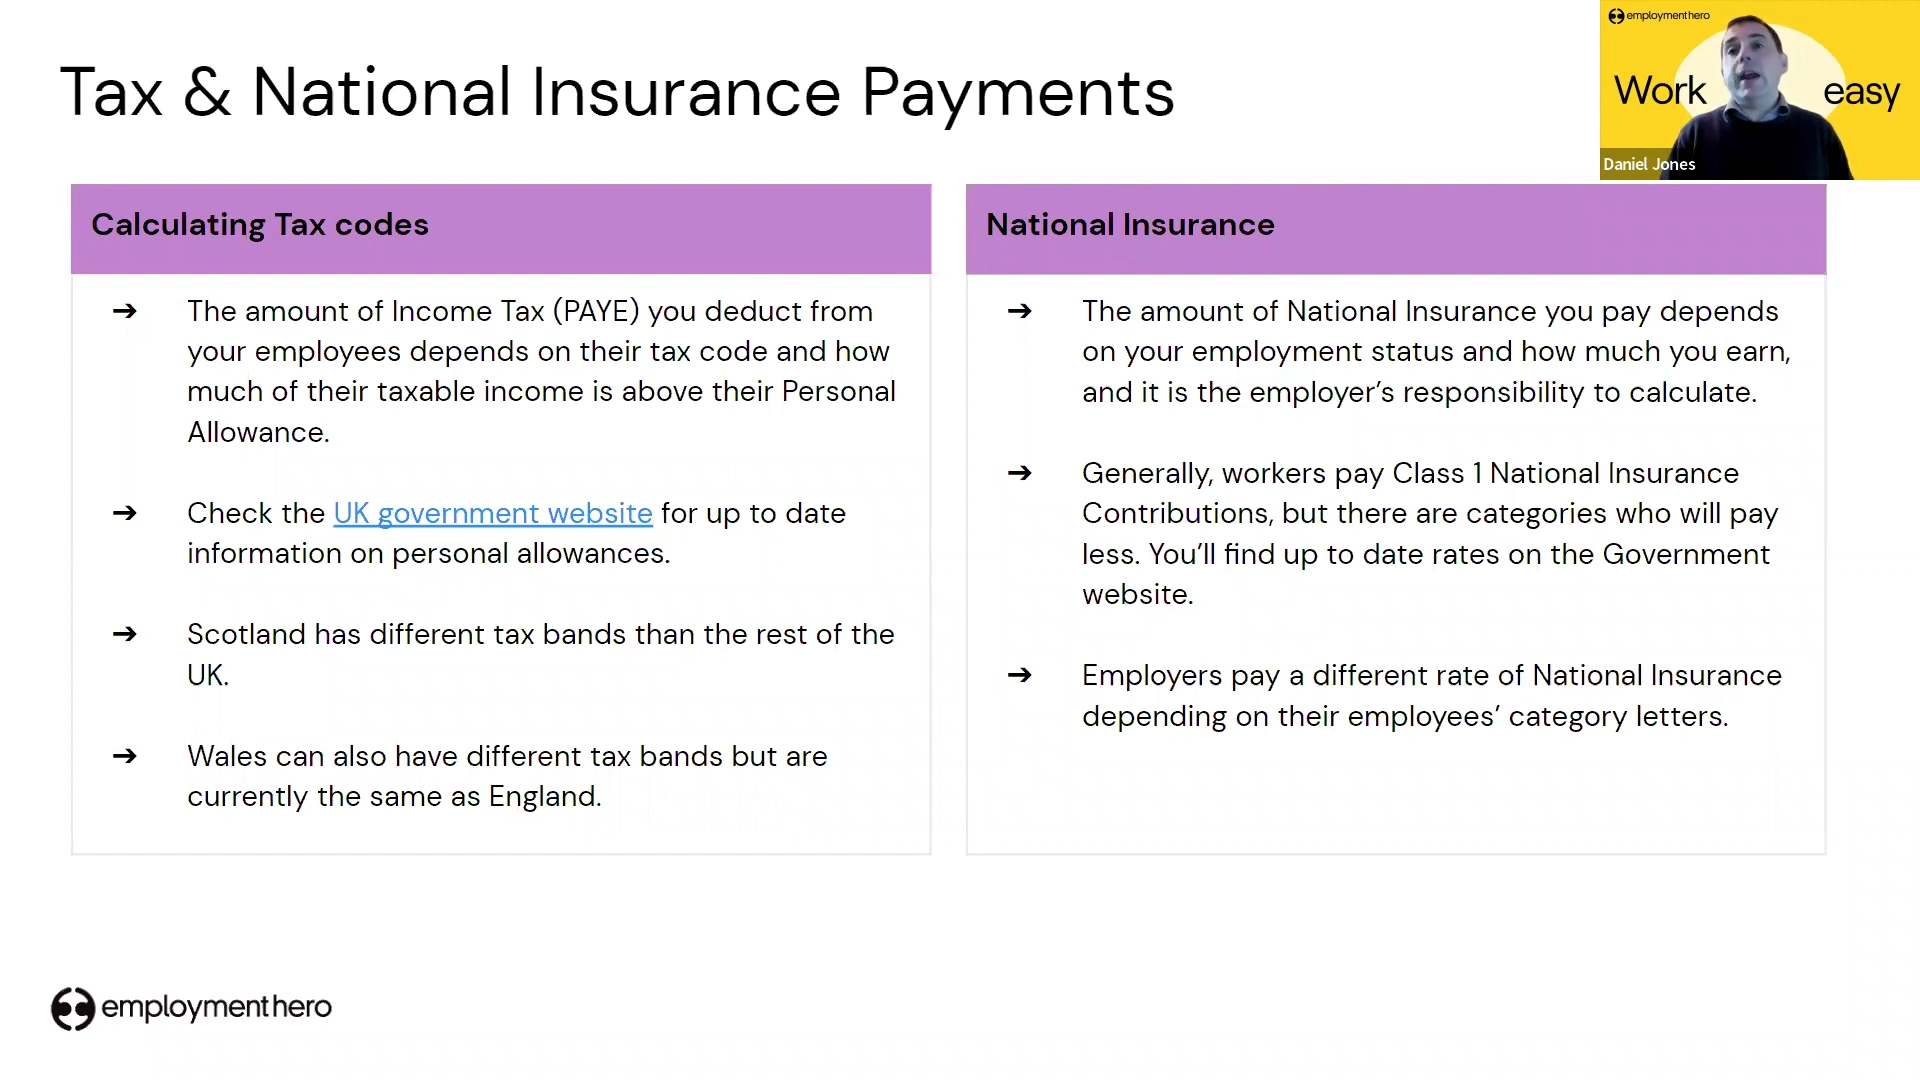 Tax & National Insurance Payments
employmenthero
Work easy
Daniel Jones
Calculating Tax codes
➔ The amount of Income Tax (PAYE) you deduct from
your employees depends on their tax code and how
much of their taxable income is above their Personal
Allowance.
➔ Check the UK government website for up to date
information on personal allowances.
➔ Scotland has different tax bands than the rest of the
UK.
➔ Wales can also have different tax bands but are
currently the same as England.
National Insurance
➔ The amount of National Insurance you pay depends
on your employment status and how much you earn,
and it is the employer’s responsibility to calculate.
➔ Generally, workers pay Class 1 National Insurance
Contributions, but there are categories who will pay
less. You’ll find up to date rates on the Government
website.
➔ Employers pay a different rate of National Insurance
depending on their employees’ category letters.
employmenthero